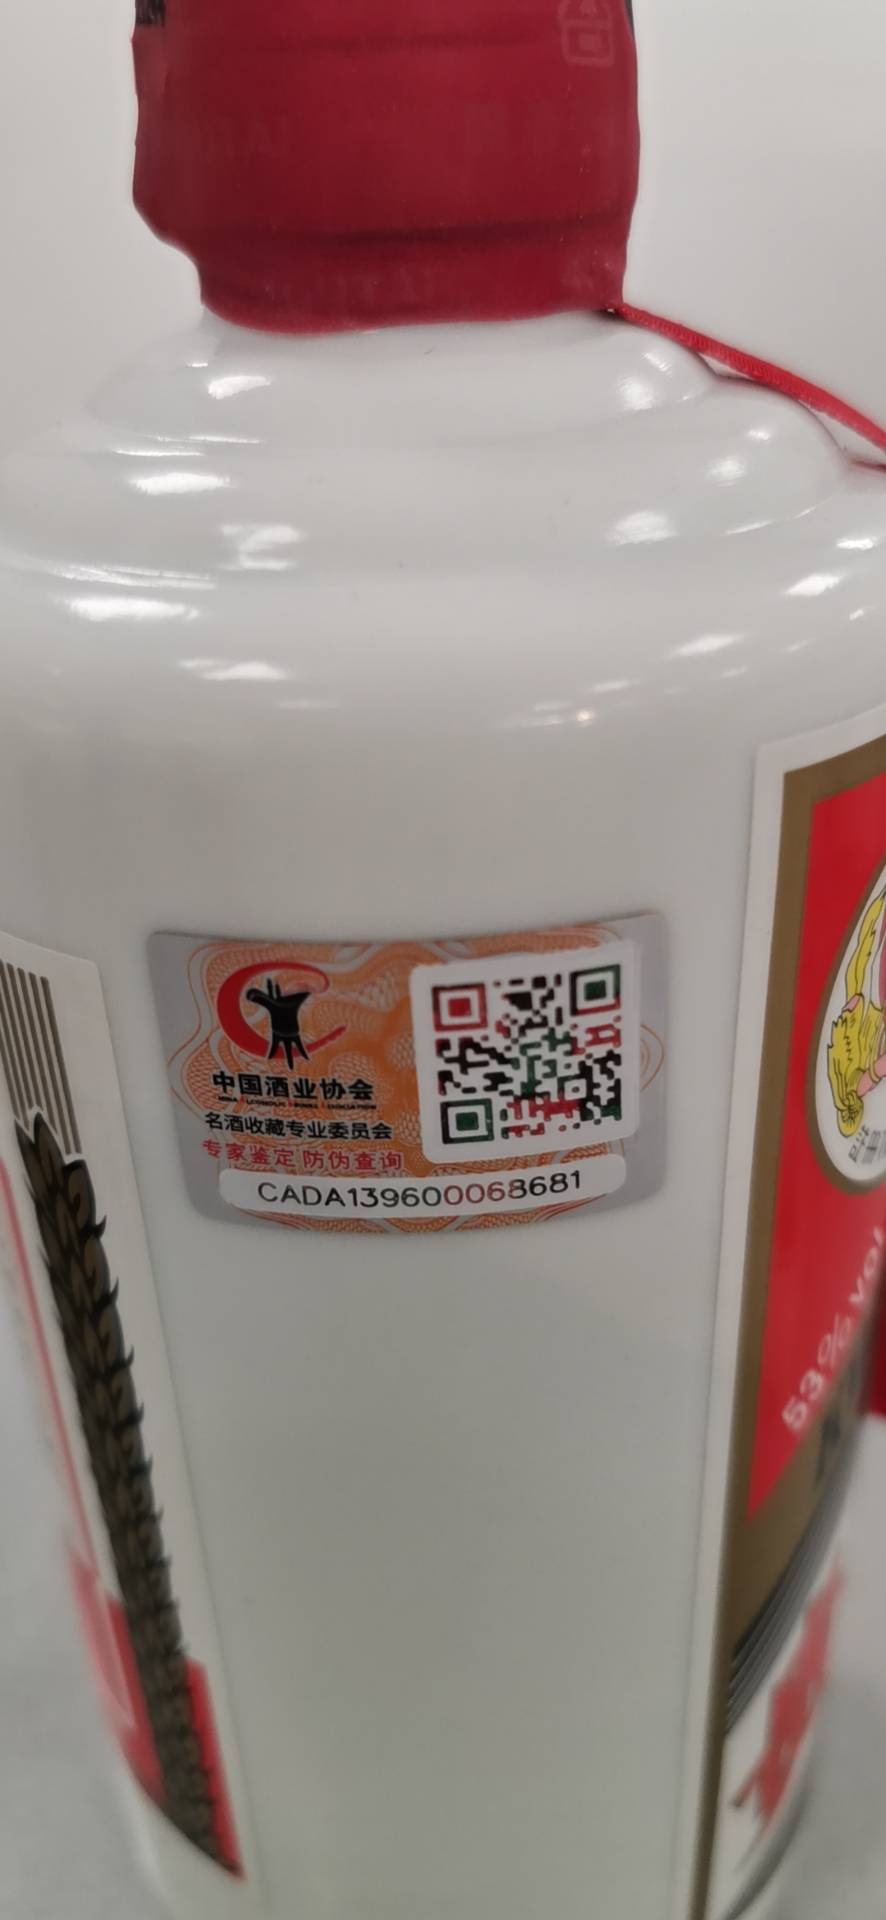 中国酒业协会
名酒收藏专业委员会
专家鉴定 防伪查询
CADA139600068681
53% VOL